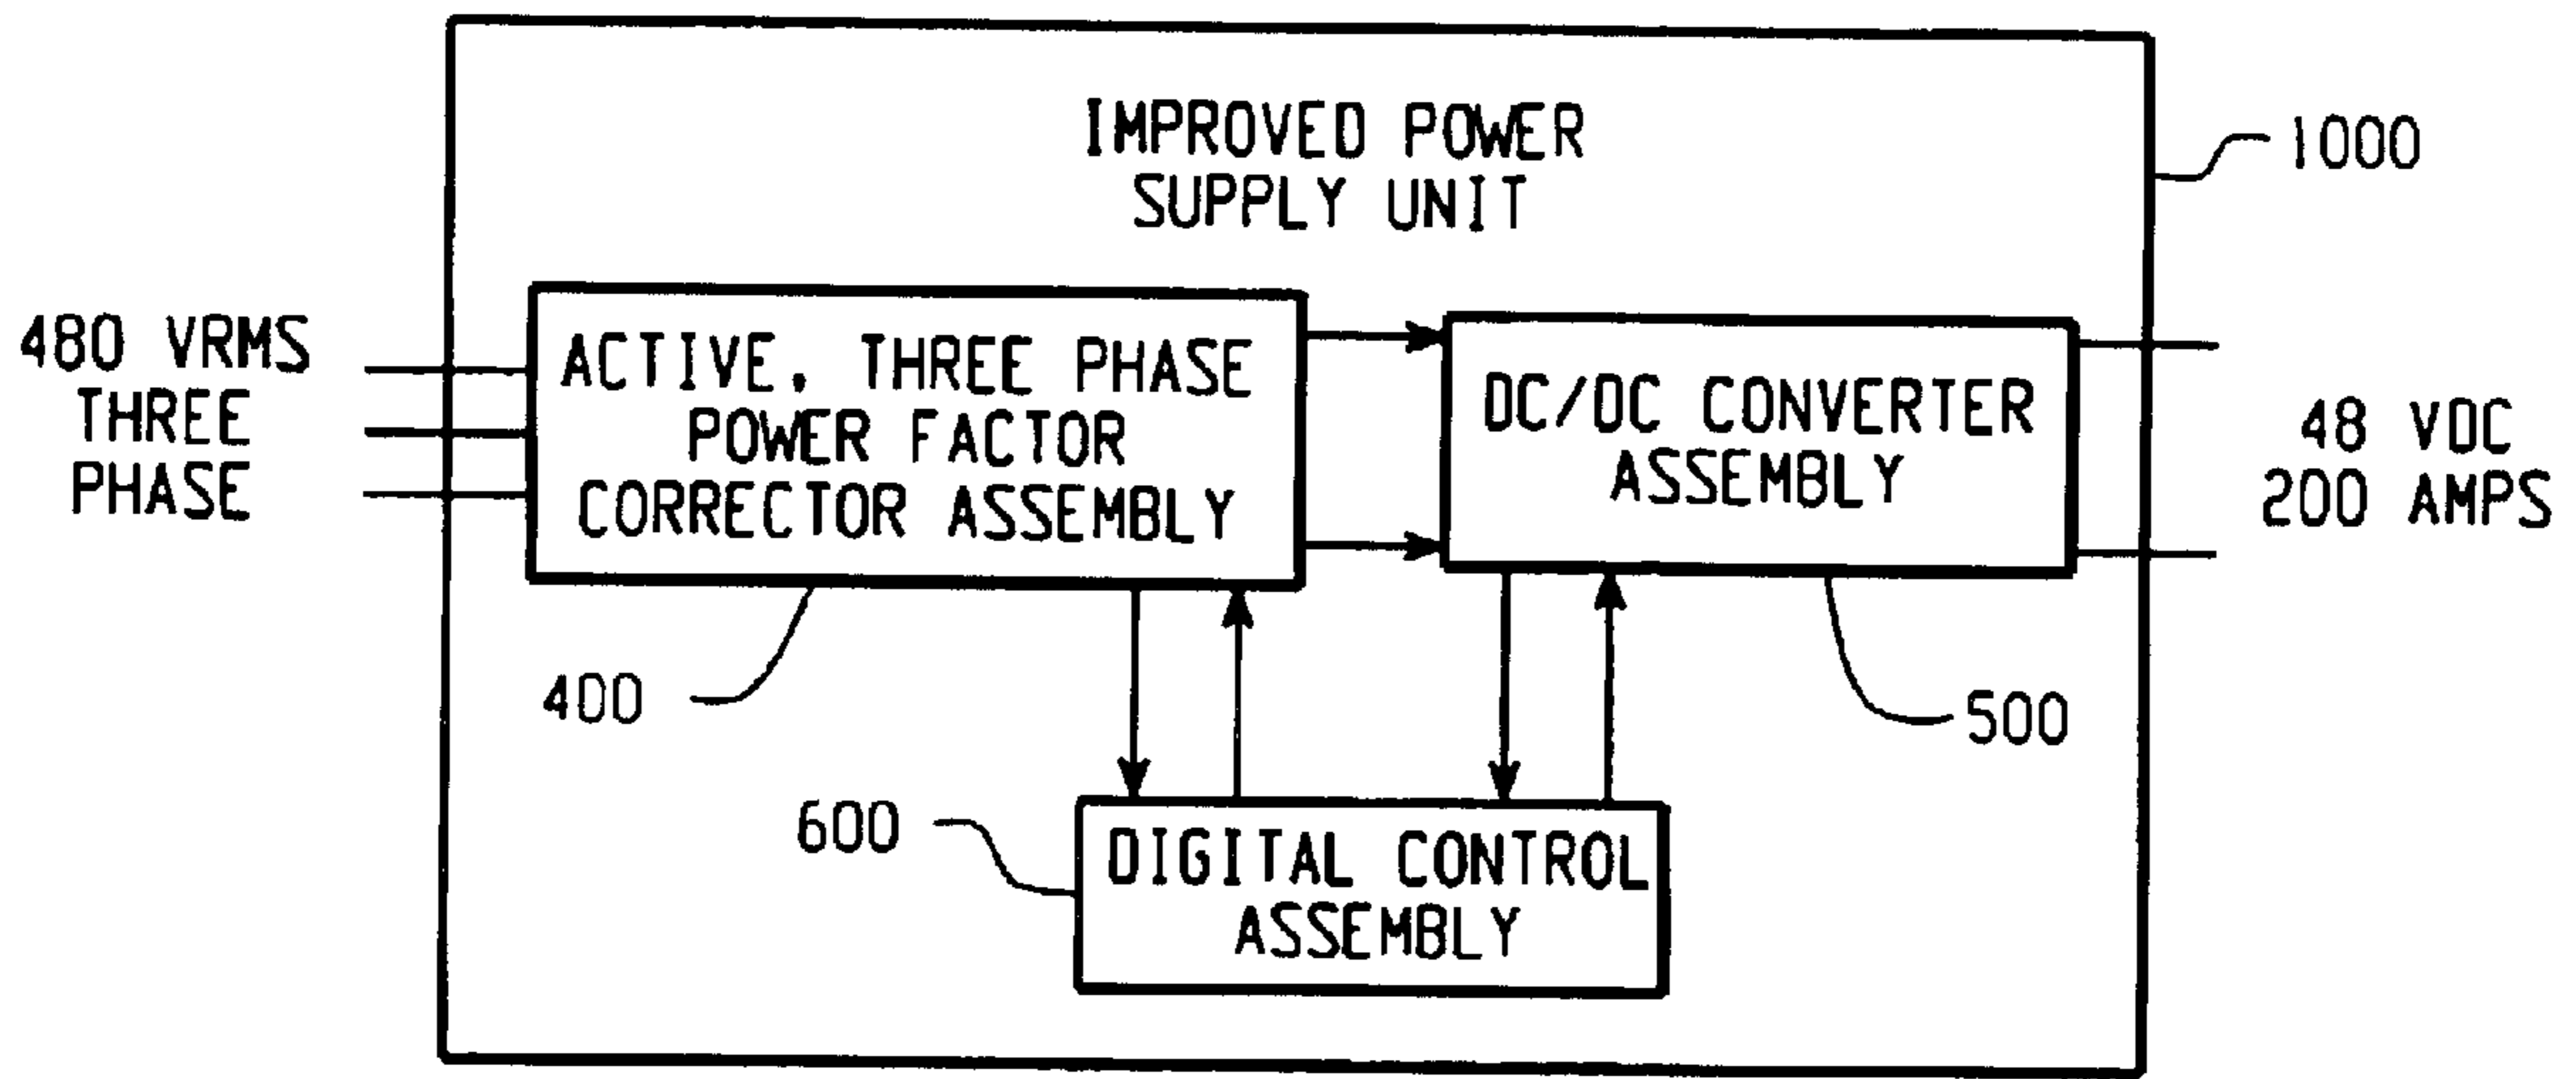 IMPROVED POWER
SUPPLY UNIT
1000
480 VRMS
THREE
PHASE
ACTIVE, THREE PHASE
POWER FACTOR
CORRECTOR ASSEMBLY
DC/DC CONVERTER
ASSEMBLY
48 VDC
200 AMPS
400
500
600
DIGITAL CONTROL
ASSEMBLY